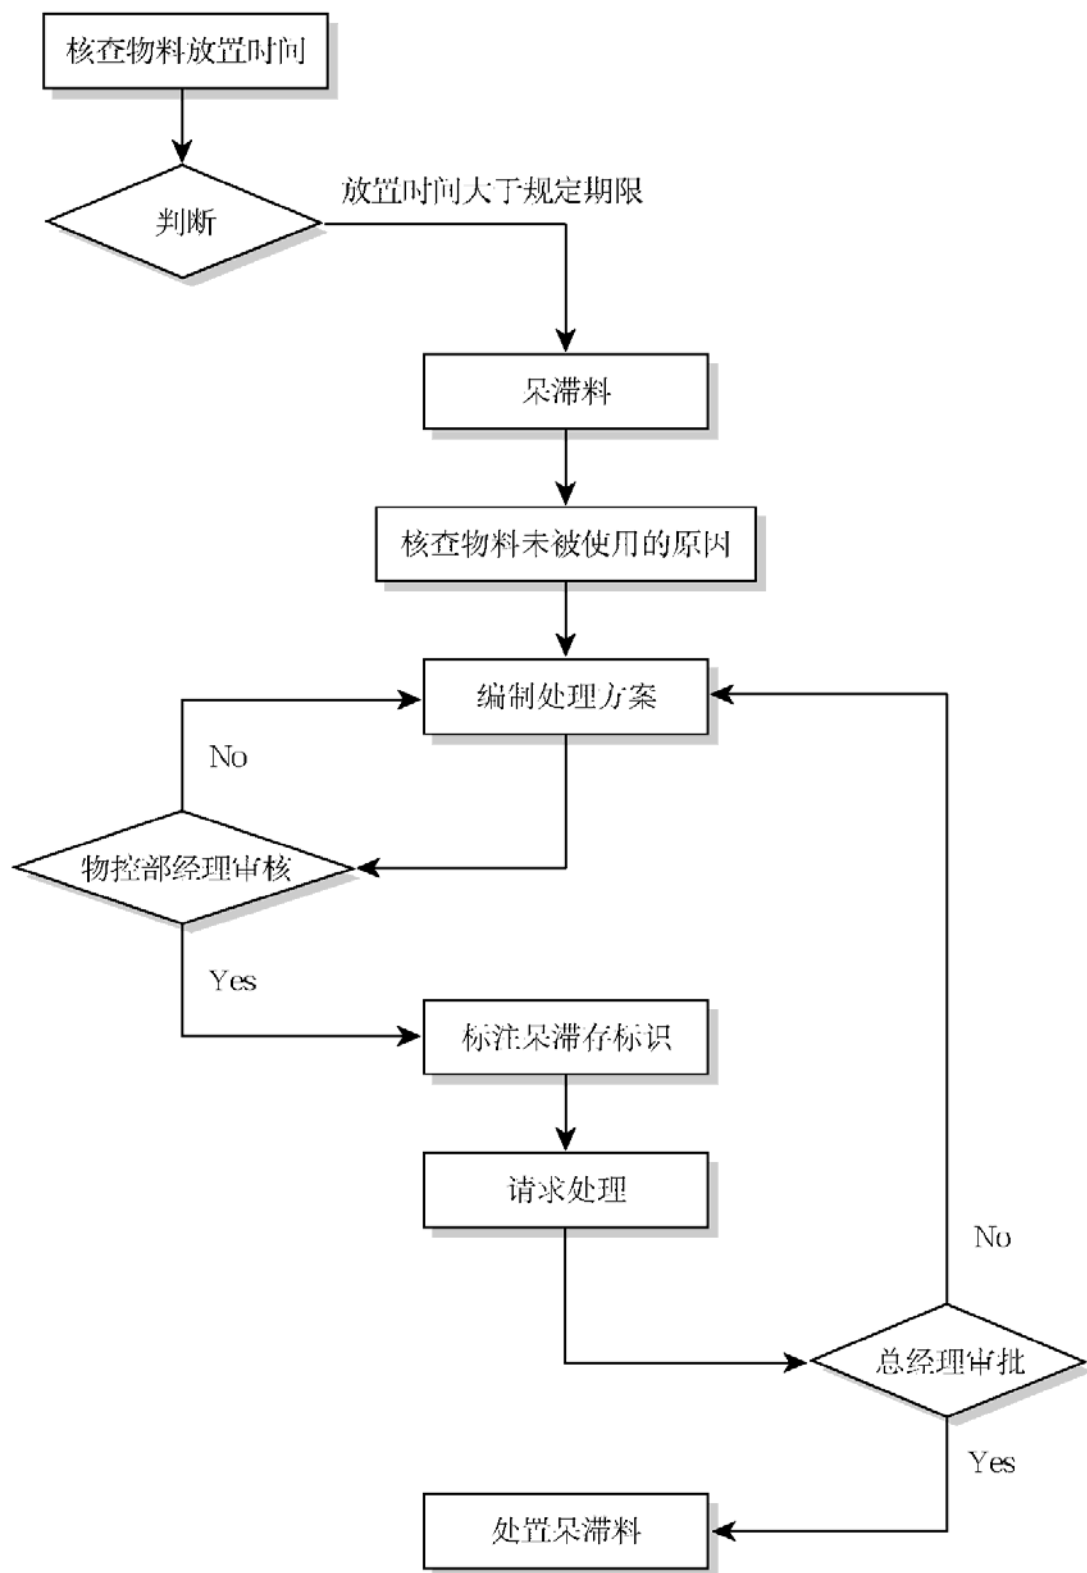 核查物料放置时间
放置时间大于规定期限
判断
呆滞料
核查物料未被使用的原因
编制处理方案
No
物控部经理审核
Yes
标注呆滞存标识
请求处理
No
总经理审批
Yes
处置呆滞料